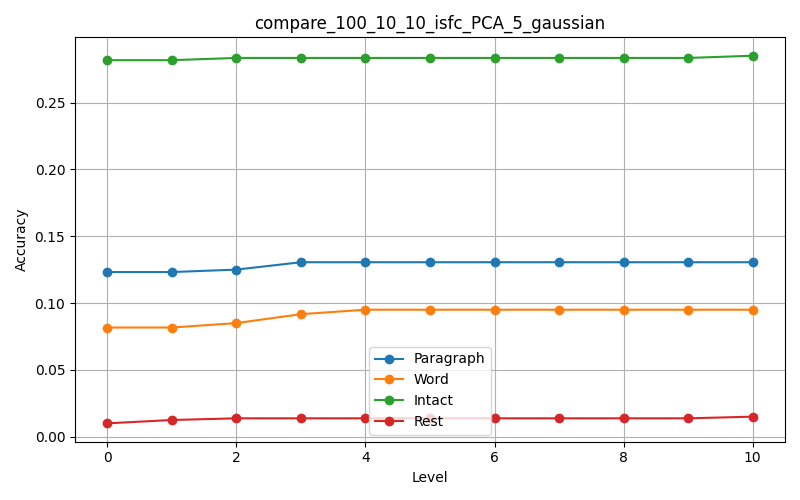 compare_100_10_10_isfc_PCA_5_gaussian
Accuracy
0.25
0.20
0.15
0.10
0.05
0.00
Paragraph
Word
Intact
Rest
0 2 4 6 8 10
Level